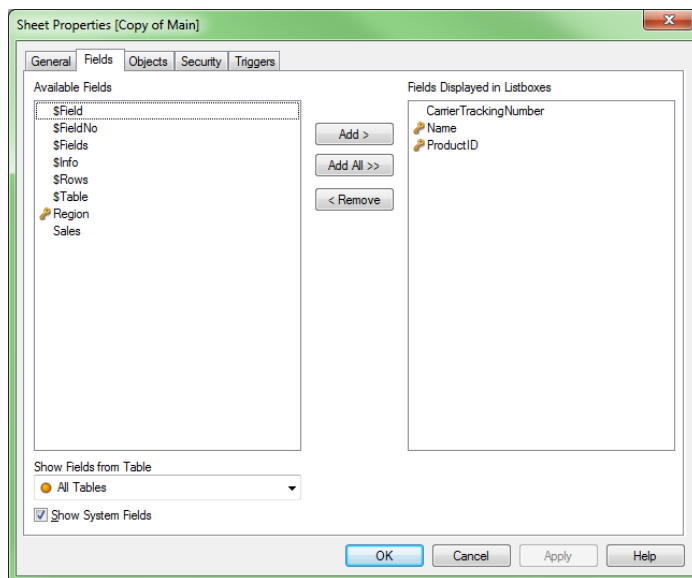 Sheet Properties [Copy of Main]
General Fields Objects Security Triggers
Available Fields
$Field
$FieldNo
$Fields
$Info
$Rows
$Table
Region
Sales
Add >
Add All >>
< Remove
Fields Displayed in Listboxes
CarrierTrackingNumber
Name
ProductID
Show Fields from Table
All Tables
Show System Fields
OK Cancel Apply Help